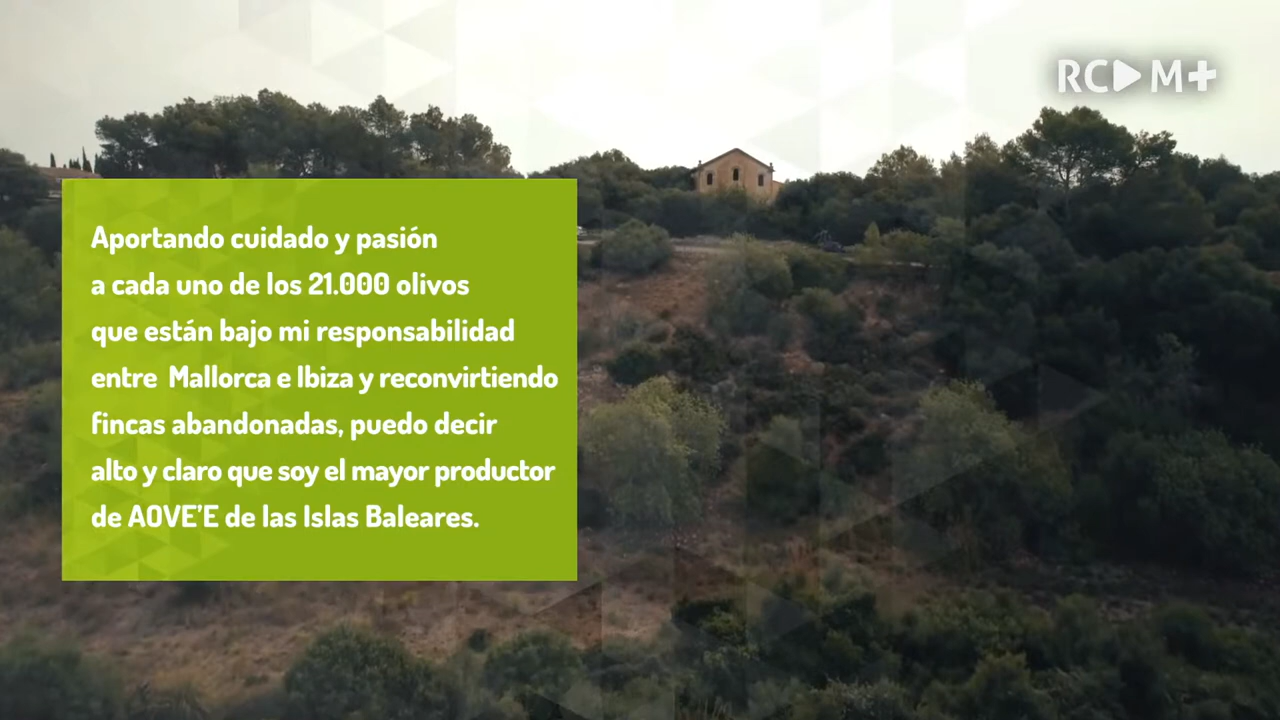 RCDM+
Aportando cuidado y pasión
a cada uno de los 21.000 olivos
que están bajo mi responsabilidad
entre Mallorca e Ibiza y reconvirtiendo
fincas abandonadas, puedo decir
alto y claro que soy el mayor productor
de AOVE’E de las Islas Baleares.